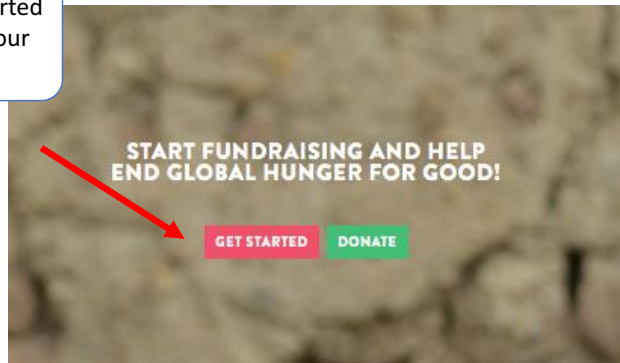 rted
our
START FUNDRAISING AND HELP
END GLOBAL HUNGER FOR GOOD!
GET STARTED DONATE